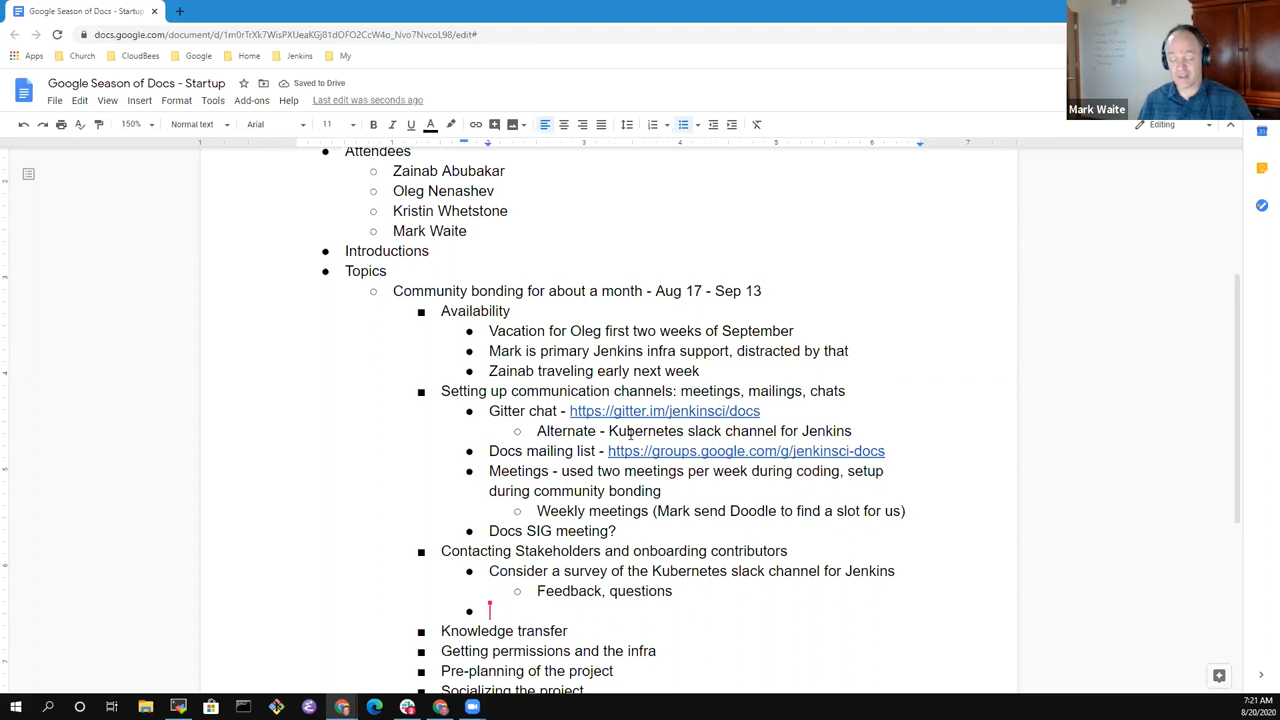 Google Season of Docs - Startup
docs.google.com/document/d/1m0rTrXk7WisPXUeaKGj81dOFO2CcW4o_Nvo7NvcoL98/edit#
Apps Church CloudBees Google Home Jenkins My
Mark Waite
Google Season of Docs - Startup Saved to Drive
File Edit View Insert Format Tools Add-ons Help Last edit was seconds ago
150% Normal text Arial 11 Editing
Attendees
Zainab Abubakar
Oleg Nenashev
Kristin Whetstone
Mark Waite
Introductions
Topics
Community bonding for about a month - Aug 17 - Sep 13
Availability
Vacation for Oleg first two weeks of September
Mark is primary Jenkins infra support, distracted by that
Zainab traveling early next week
Setting up communication channels: meetings, mailings, chats
Gitter chat - https://gitter.im/jenkinsci/docs
Alternate - Kubernetes slack channel for Jenkins
Docs mailing list - https://groups.google.com/g/jenkinsci-docs
Meetings - used two meetings per week during coding, setup
during community bonding
Weekly meetings (Mark send Doodle to find a slot for us)
Docs SIG meeting?
Contacting Stakeholders and onboarding contributors
Consider a survey of the Kubernetes slack channel for Jenkins
Feedback, questions
Knowledge transfer
Getting permissions and the infra
Pre-planning of the project
Socializing the project
7:21 AM
8/20/2020